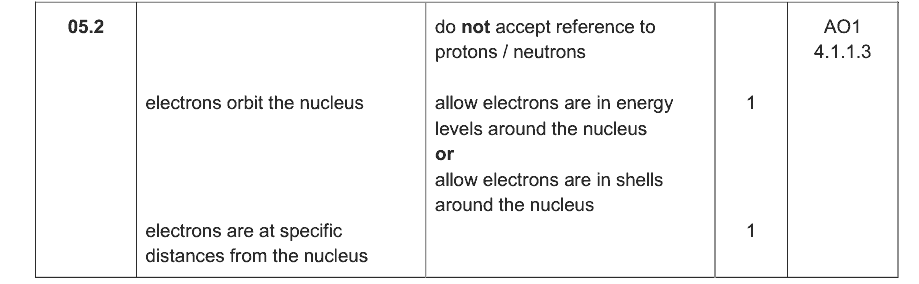 05.2
do not accept reference to
protons / neutrons
AO1
4.1.1.3
electrons orbit the nucleus
allow electrons are in energy
levels around the nucleus
or
allow electrons are in shells
around the nucleus
1
electrons are at specific
distances from the nucleus
1